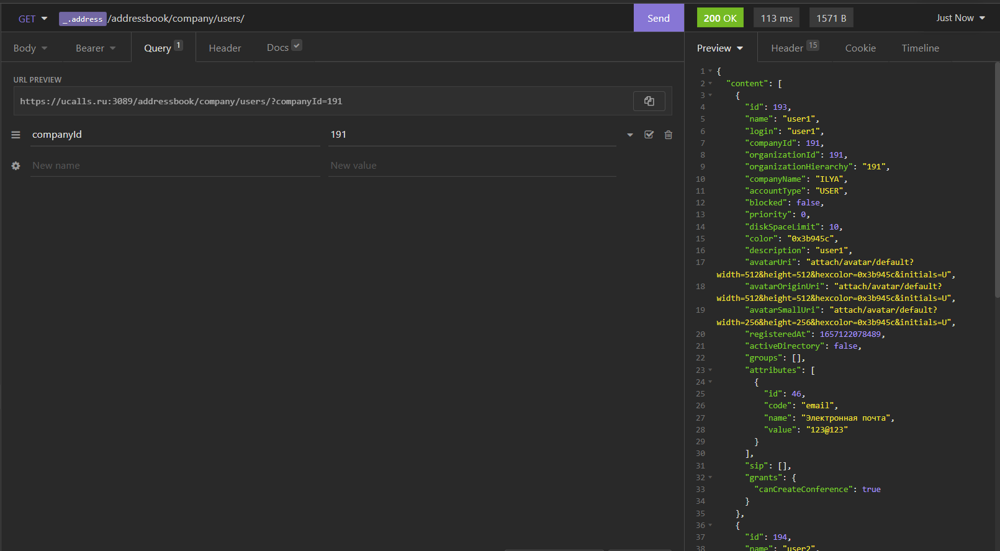 GET _.address /addressbook/company/users/ Send
200 OK 113 ms 1571 B Just Now
Body Bearer Query 1 Header Docs
Preview Header 15 Cookie Timeline
URL PREVIEW
https://ucalls.ru:3089/addressbook/company/users/?companyId=191
companyId 191
New name New value
1 {
2 "content": [
3 {
4 "id": 193,
5 "name": "user1",
6 "login": "user1",
7 "companyId": 191,
8 "organizationId": 191,
9 "organizationHierarchy": "191",
10 "companyName": "ILYA",
11 "accountType": "USER",
12 "blocked": false,
13 "priority": 0,
14 "diskSpaceLimit": 10,
15 "color": "0x3b945c",
16 "description": "user1",
17 "avatarUri": "attach/avatar/default?
width=512&height=512&hexcolor=0x3b945c&initials=U",
18 "avatarOriginUri": "attach/avatar/default?
width=512&height=512&hexcolor=0x3b945c&initials=U",
19 "avatarSmallUri": "attach/avatar/default?
width=256&height=256&hexcolor=0x3b945c&initials=U",
20 "registeredAt": 1657122078489,
21 "activeDirectory": false,
22 "groups": [],
23 "attributes": [
24 {
25 "id": 46,
26 "code": "email",
27 "name": "Электронная почта",
28 "value": "123@123"
29 }
30 ],
31 "sip": [],
32 "grants": {
33 "canCreateConference": true
34 }
35 },
36 {
37 "id": 194,
38 "name": "user2",